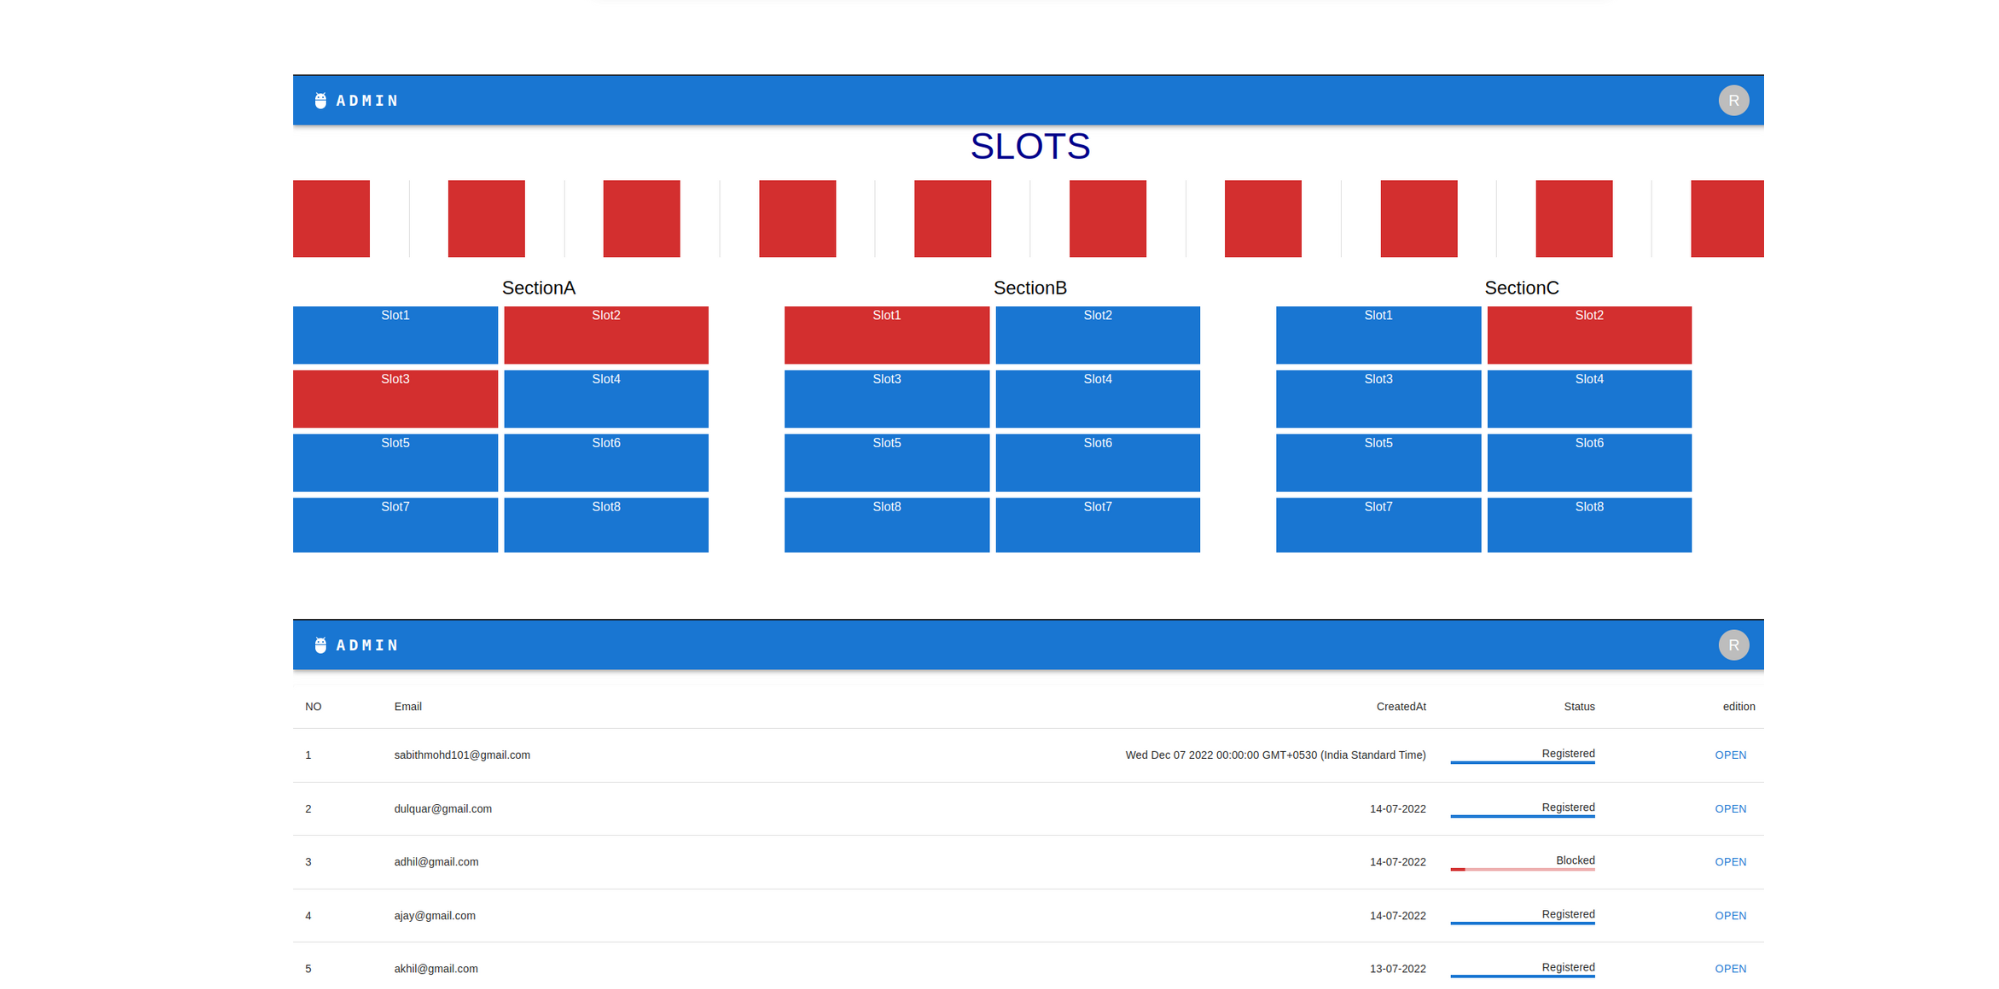 ADMIN R
SLOTS
SectionA SectionB SectionC
Slot1 Slot2 Slot1 Slot2 Slot1 Slot2
Slot3 Slot4 Slot3 Slot4 Slot3 Slot4
Slot5 Slot6 Slot5 Slot6 Slot5 Slot6
Slot7 Slot8 Slot8 Slot7 Slot7 Slot8
ADMIN R
NO Email CreatedAt Status edition
1 sabithmohd101@gmail.com Wed Dec 07 2022 00:00:00 GMT+0530 (India Standard Time) Registered OPEN
2 dulquar@gmail.com 14-07-2022 Registered OPEN
3 adhil@gmail.com 14-07-2022 Blocked OPEN
4 ajay@gmail.com 14-07-2022 Registered OPEN
5 akhil@gmail.com 13-07-2022 Registered OPEN